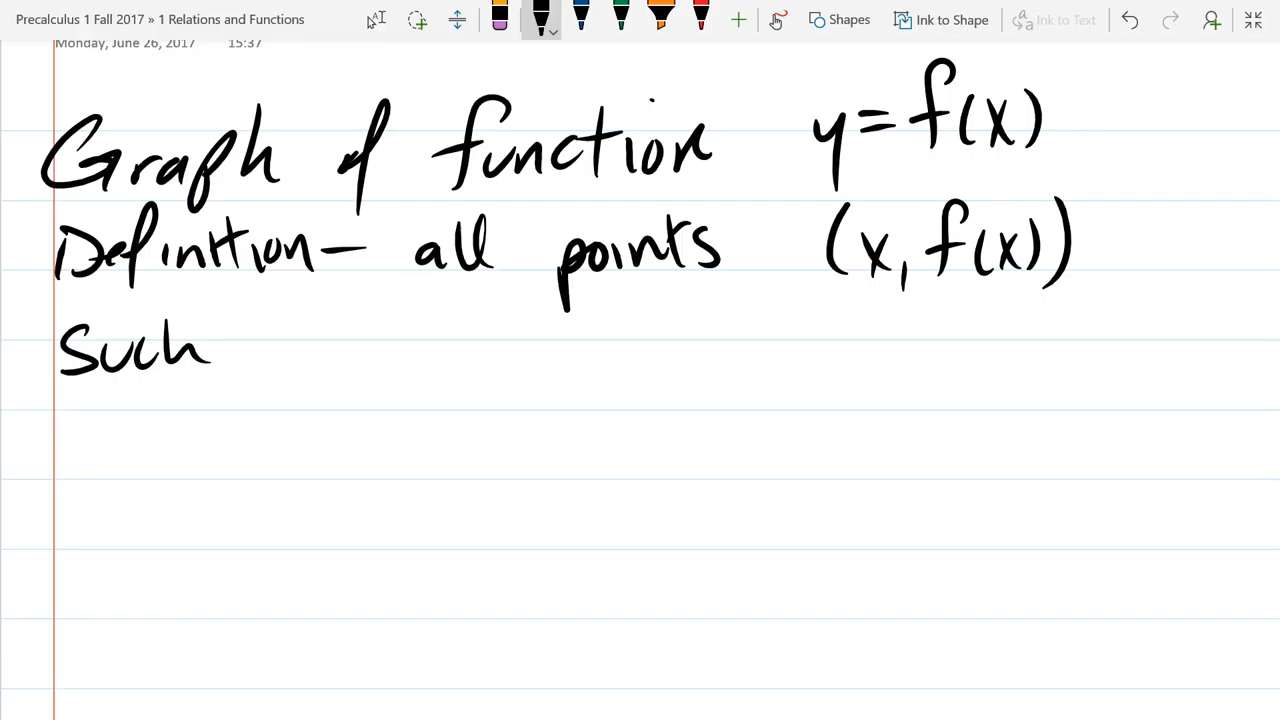 Precalculus 1 Fall 2017 » 1 Relations and Functions
Shapes
Ink to Shape
Ink to Text
Monday, June 26, 2017 15:37
Graph of function y=f(x)
Definition- all points (x, f(x))
such